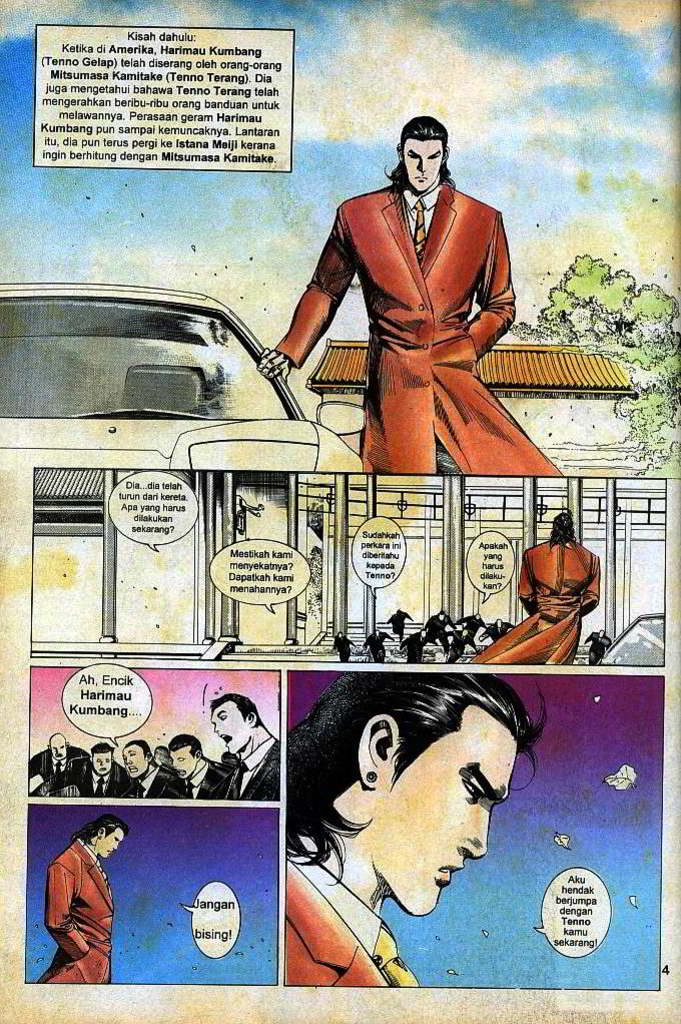 Kisah dahulu:
Ketika di Amerika, Harimau Kumbang
(Tenno Gelap) telah diserang oleh orang-orang
Mitsumasa Kamitake (Tenno Terang). Dia
juga mengetahui bahawa Tenno Terang telah
mengerahkan beribu-ribu orang banduan untuk
melawannya. Perasaan geram Harimau
Kumbang pun sampai kemuncaknya. Lantaran
itu, dia pun terus pergi ke Istana Meiji kerana
ingin berhitung dengan Mitsumasa Kamitake.
Dia...dia telah
turun dari kereta.
Apa yang harus
dilakukan
sekarang?
Mestikah kami
menyekatnya?
Dapatkah kami
menahannya?
Sudahkah
perkara ini
diberitahu
kepada
Tenno?
Apakah
yang
harus
dilaku-
kan?
Ah, Encik
Harimau
Kumbang....
Jangan
bising!
Aku
hendak
berjumpa
dengan
Tenno
kamu
sekarang!
4